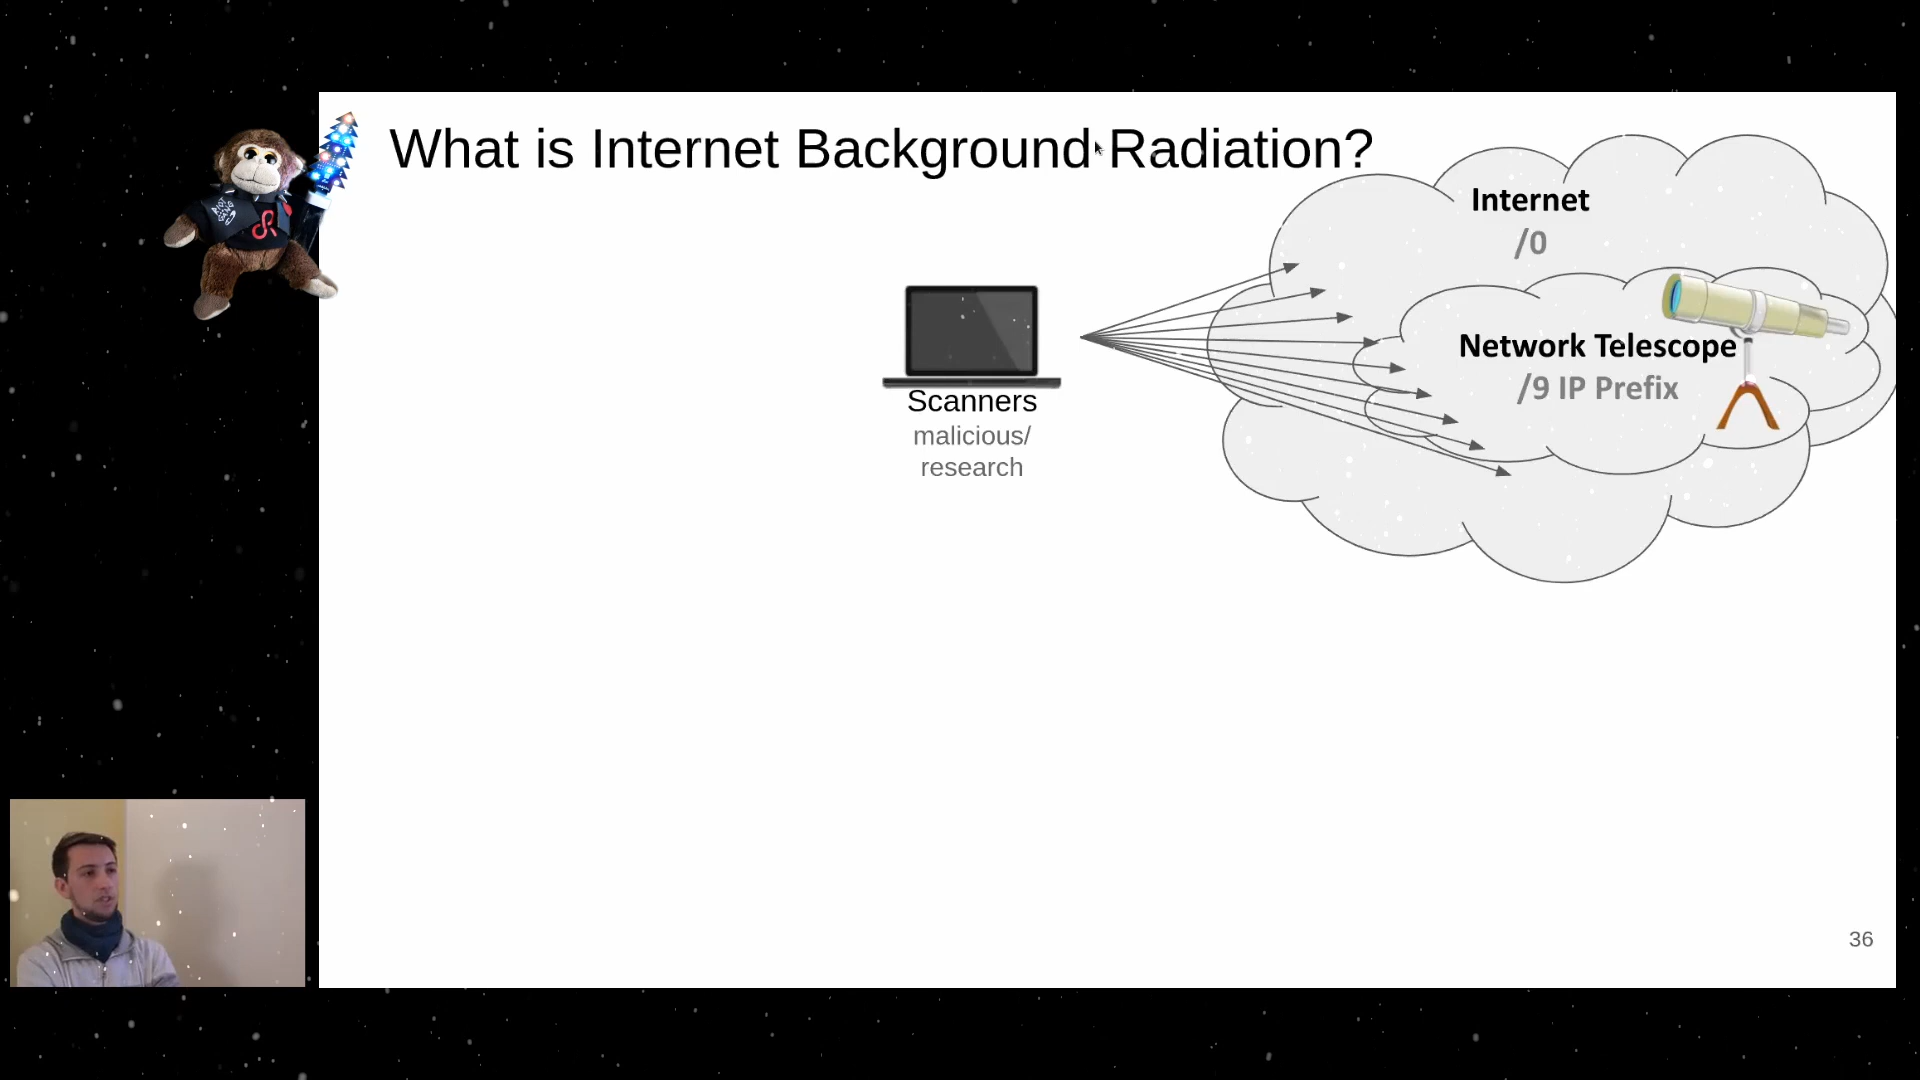 What is Internet Background Radiation?
Internet
/0
Network Telescope
/9 IP Prefix
Scanners
malicious/
research
36